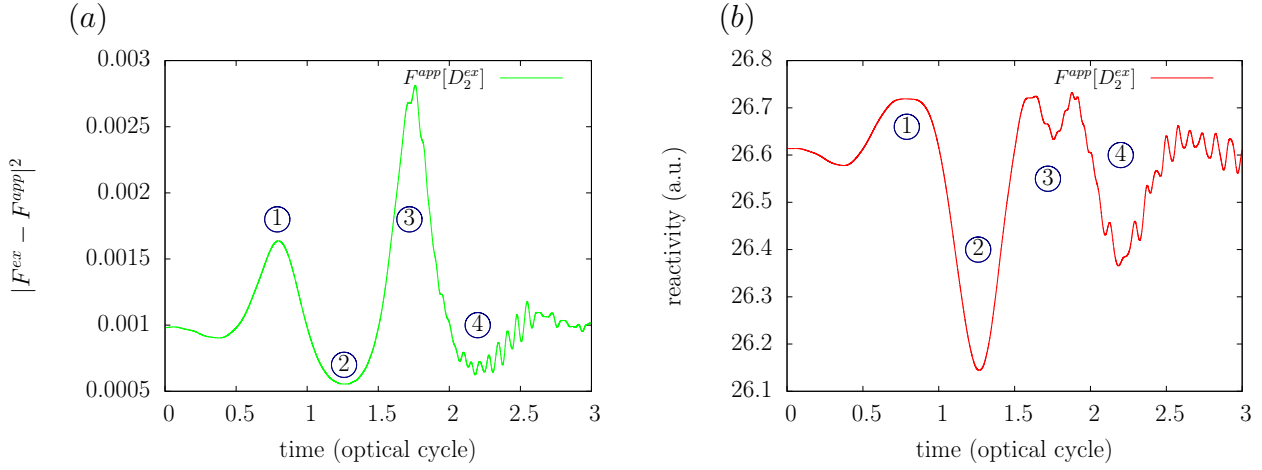 (a)
0.003
0.0025
0.002
0.0015
0.001
0.0005
|F^{ex} − F^{app}|^2
F^{app}[D_2^{ex}]
①
②
③
④
0 0.5 1 1.5 2 2.5 3
time (optical cycle)
(b)
26.8
26.7
26.6
26.5
26.4
26.3
26.2
26.1
reactivity (a.u.)
F^{app}[D_2^{ex}]
①
②
③
④
0 0.5 1 1.5 2 2.5 3
time (optical cycle)